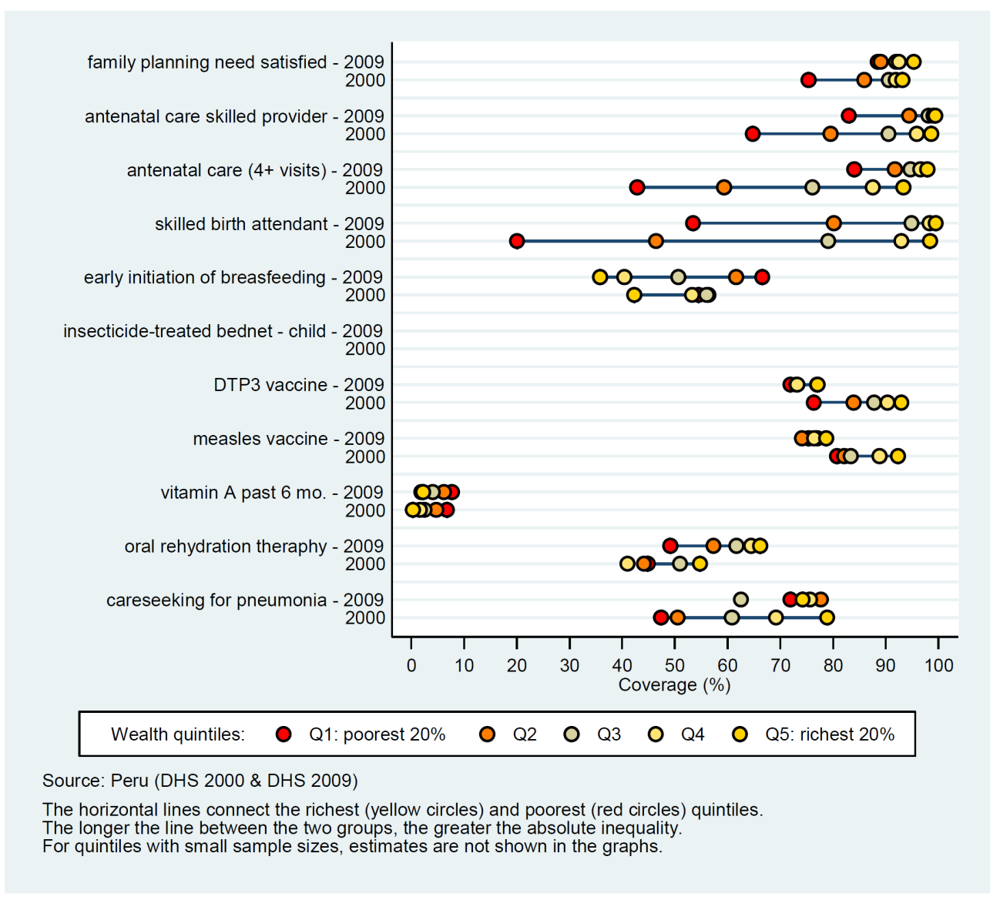 family planning need satisfied - 2009
2000
antenatal care skilled provider - 2009
2000
antenatal care (4+ visits) - 2009
2000
skilled birth attendant - 2009
2000
early initiation of breasfeeding - 2009
2000
insecticide-treated bednet - child - 2009
2000
DTP3 vaccine - 2009
2000
measles vaccine - 2009
2000
vitamin A past 6 mo. - 2009
2000
oral rehydration theraphy - 2009
2000
careseeking for pneumonia - 2009
2000
0 10 20 30 40 50 60 70 80 90 100
Coverage (%)
Wealth quintiles: Q1: poorest 20% Q2 Q3 Q4 Q5: richest 20%
Source: Peru (DHS 2000 & DHS 2009)
The horizontal lines connect the richest (yellow circles) and poorest (red circles) quintiles.
The longer the line between the two groups, the greater the absolute inequality.
For quintiles with small sample sizes, estimates are not shown in the graphs.